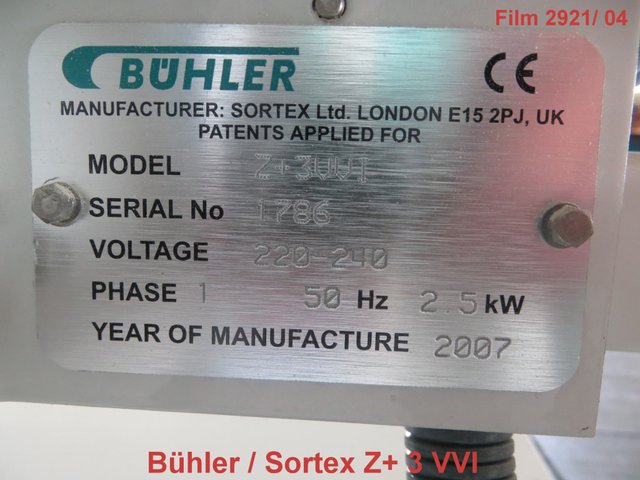 Film 2921/ 04
BÜHLER
CE
MANUFACTURER: SORTEX Ltd. LONDON E15 2PJ, UK
PATENTS APPLIED FOR
MODEL Z+3VVI
SERIAL No 1786
VOLTAGE 220-240
PHASE 1 50 Hz 2.5 kW
YEAR OF MANUFACTURE 2007
Bühler / Sortex Z+ 3 VVI